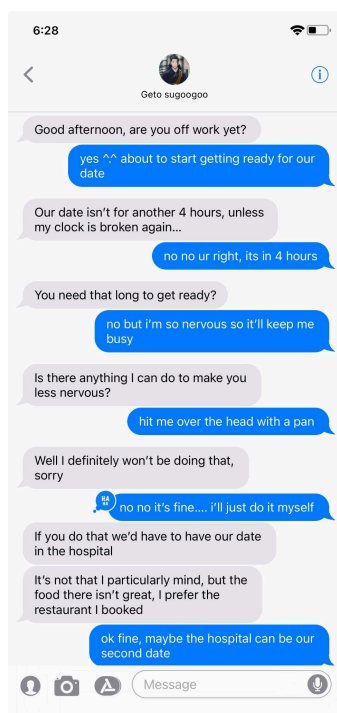 6:28
Geto sugoogoo
Good afternoon, are you off work yet?
yes ^.^ about to start getting ready for our
date
Our date isn't for another 4 hours, unless
my clock is broken again...
no no ur right, its in 4 hours
You need that long to get ready?
no but i'm so nervous so it'll keep me
busy
Is there anything I can do to make you
less nervous?
hit me over the head with a pan
Well I definitely won't be doing that,
sorry
HA
HA
no no it's fine.... i'll just do it myself
If you do that we'd have to have our date
in the hospital
It's not that I particularly mind, but the
food there isn't great, I prefer the
restaurant I booked
ok fine, maybe the hospital can be our
second date
Message